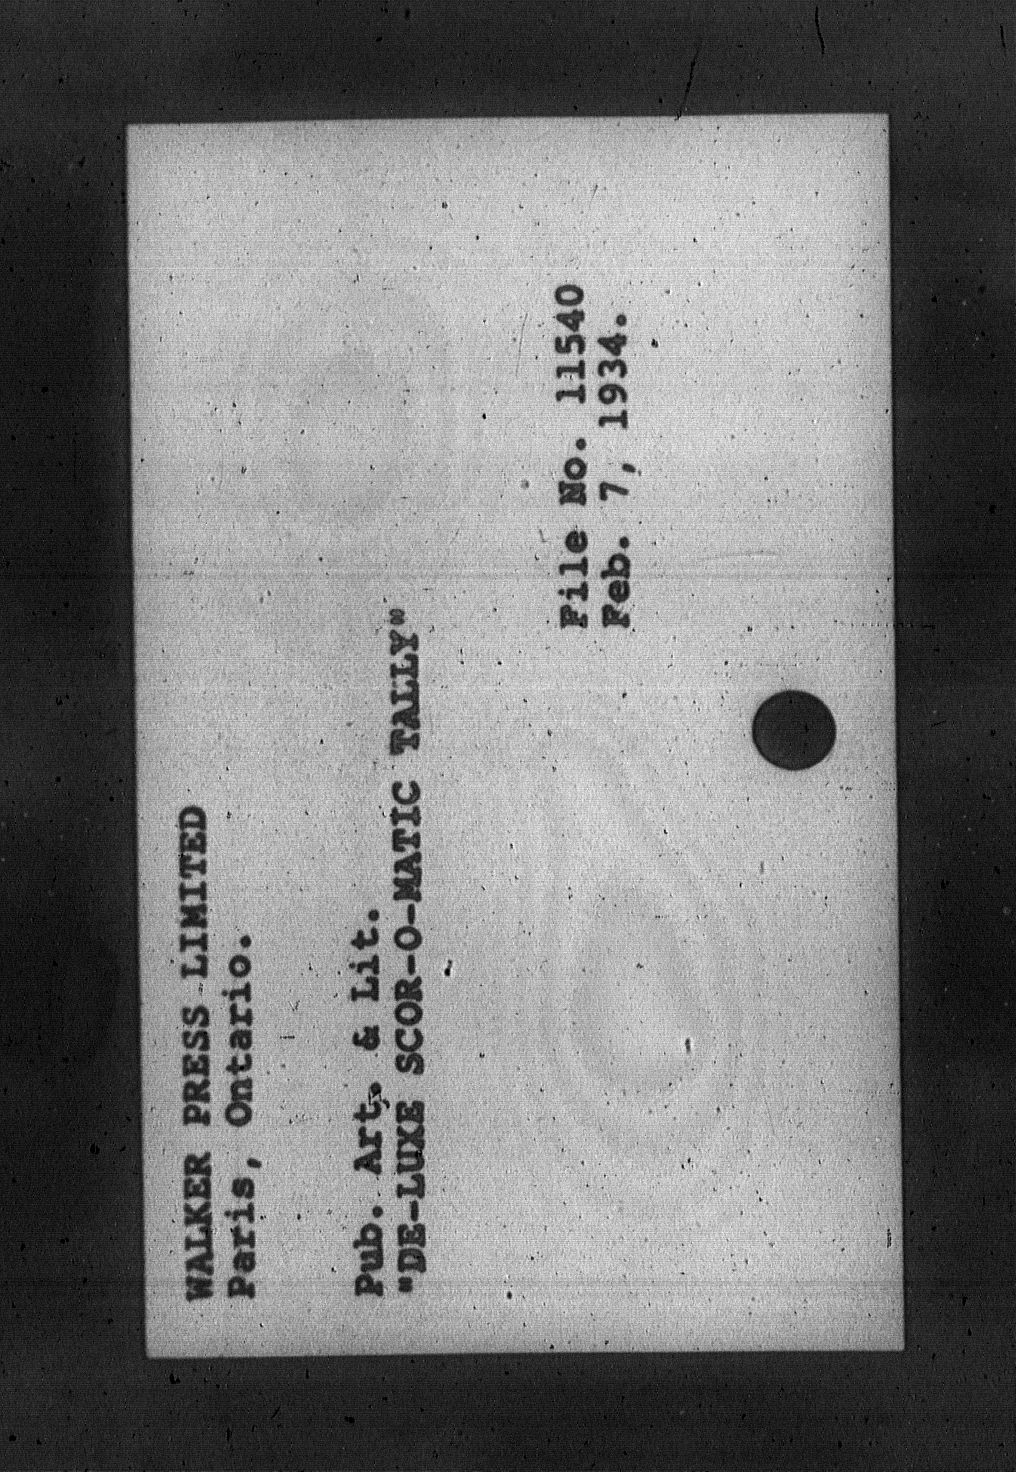 WALKER PRESS LIMITED
Paris, Ontario.
Pub. Art. & Lit.
"DE-LUXE SCOR-O-MATIC TALLY"
File No. 11540
Feb. 7, 1934.